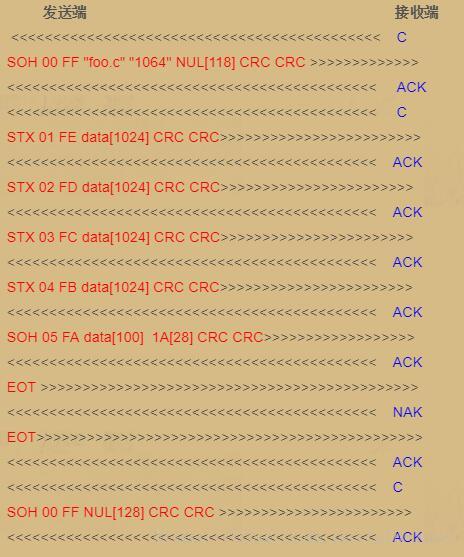 发送端 接收端
<<<<<<<<<<<<<<<<<<<<<<<<<<<<<<<<<<<<<<<<<<<<< C
SOH 00 FF "foo.c" "1064" NUL[118] CRC CRC >>>>>>>>>>>>>
<<<<<<<<<<<<<<<<<<<<<<<<<<<<<<<<<<<<<<<<<<<<< ACK
<<<<<<<<<<<<<<<<<<<<<<<<<<<<<<<<<<<<<<<<<<<<< C
STX 01 FE data[1024] CRC CRC>>>>>>>>>>>>>>>>>>>>>>>>
<<<<<<<<<<<<<<<<<<<<<<<<<<<<<<<<<<<<<<<<<<<<< ACK
STX 02 FD data[1024] CRC CRC>>>>>>>>>>>>>>>>>>>>>>>
<<<<<<<<<<<<<<<<<<<<<<<<<<<<<<<<<<<<<<<<<<<<< ACK
STX 03 FC data[1024] CRC CRC>>>>>>>>>>>>>>>>>>>>>>>
<<<<<<<<<<<<<<<<<<<<<<<<<<<<<<<<<<<<<<<<<<<<< ACK
STX 04 FB data[1024] CRC CRC>>>>>>>>>>>>>>>>>>>>>>>
<<<<<<<<<<<<<<<<<<<<<<<<<<<<<<<<<<<<<<<<<<<<< ACK
SOH 05 FA data[100] 1A[28] CRC CRC>>>>>>>>>>>>>>>>>>
<<<<<<<<<<<<<<<<<<<<<<<<<<<<<<<<<<<<<<<<<<<<< ACK
EOT >>>>>>>>>>>>>>>>>>>>>>>>>>>>>>>>>>>>>>>>>>>>>
<<<<<<<<<<<<<<<<<<<<<<<<<<<<<<<<<<<<<<<<<<<<< NAK
EOT>>>>>>>>>>>>>>>>>>>>>>>>>>>>>>>>>>>>>>>>>>>>>>
<<<<<<<<<<<<<<<<<<<<<<<<<<<<<<<<<<<<<<<<<<<<< ACK
<<<<<<<<<<<<<<<<<<<<<<<<<<<<<<<<<<<<<<<<<<<<< C
SOH 00 FF NUL[128] CRC CRC >>>>>>>>>>>>>>>>>>>>>>>
<<<<<<<<<<<<<<<<<<<<<<<<<<<<<<<<<<<<<<<<<<<<< ACK